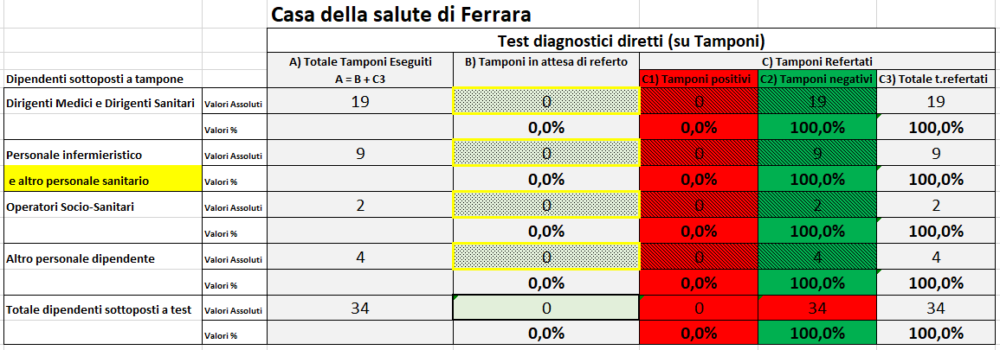 Casa della salute di Ferrara
Test diagnostici diretti (su Tamponi)
A) Totale Tamponi Eseguiti B) Tamponi in attesa di referto C) Tamponi Refertati
Dipendenti sottoposti a tampone A = B + C3 C1) Tamponi positivi C2) Tamponi negativi C3) Totale t.refertati
Dirigenti Medici e Dirigenti Sanitari Valori Assoluti 19 0 0 19 19
Valori % 0,0% 0,0% 100,0% 100,0%
Personale infermieristico Valori Assoluti 9 0 0 9 9
e altro personale sanitario Valori % 0,0% 0,0% 100,0% 100,0%
Operatori Socio-Sanitari Valori Assoluti 2 0 0 2 2
Valori % 0,0% 0,0% 100,0% 100,0%
Altro personale dipendente Valori Assoluti 4 0 0 4 4
Valori % 0,0% 0,0% 100,0% 100,0%
Totale dipendenti sottoposti a test Valori Assoluti 34 0 0 34 34
Valori % 0,0% 0,0% 100,0% 100,0%